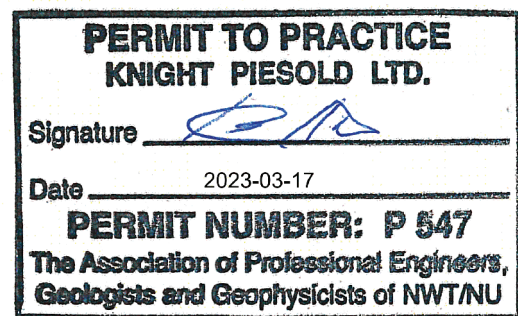 PERMIT TO PRACTICE
KNIGHT PIESOLD LTD.
Signature
Date 2023-03-17
PERMIT NUMBER: P 547
The Association of Professional Engineers,
Geologists and Geophysicists of NWT/NU